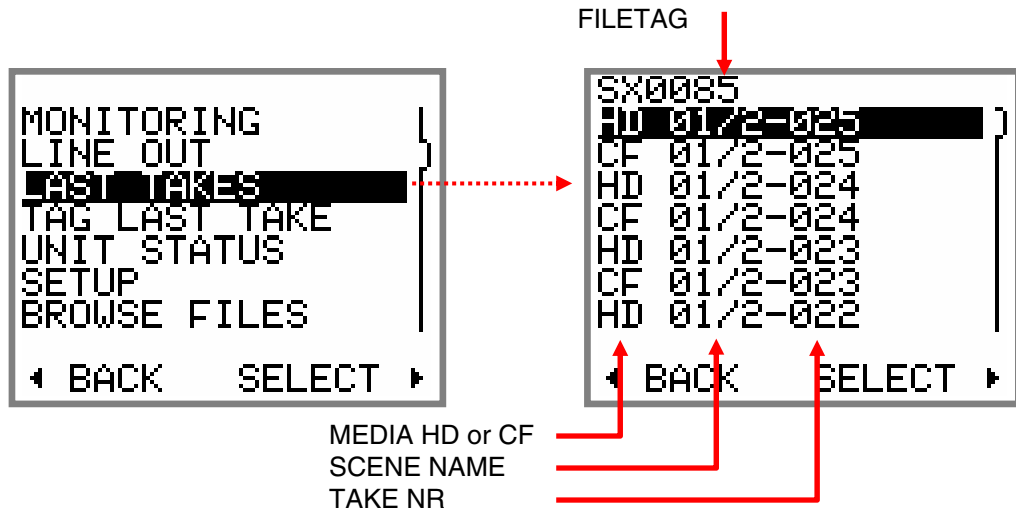 FILETAG
MONITORING
LINE OUT
LAST TAKES
TAG LAST TAKE
UNIT STATUS
SETUP
BROWSE FILES
BACK SELECT
SX0085
HD 01/2-025
CF 01/2-025
HD 01/2-024
CF 01/2-024
HD 01/2-023
CF 01/2-023
HD 01/2-022
BACK SELECT
MEDIA HD or CF
SCENE NAME
TAKE NR